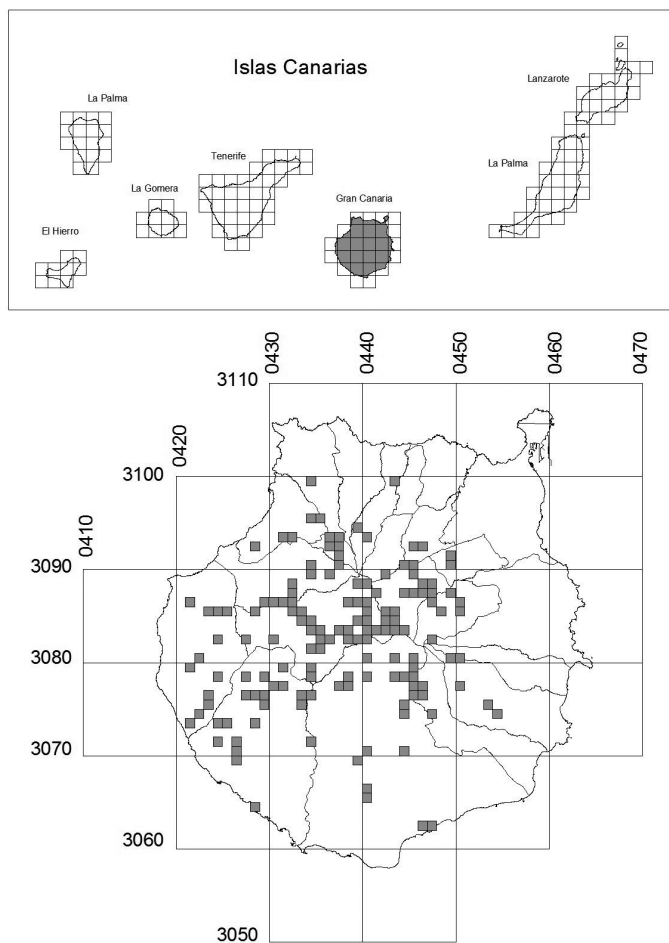 Islas Canarias
Lanzarote
La Palma
Tenerife
La Palma
La Gomera
Gran Canaria
El Hierro
0430
0440
0450
0460
0470
3110
0420
3100
0410
3090
3080
3070
3060
3050